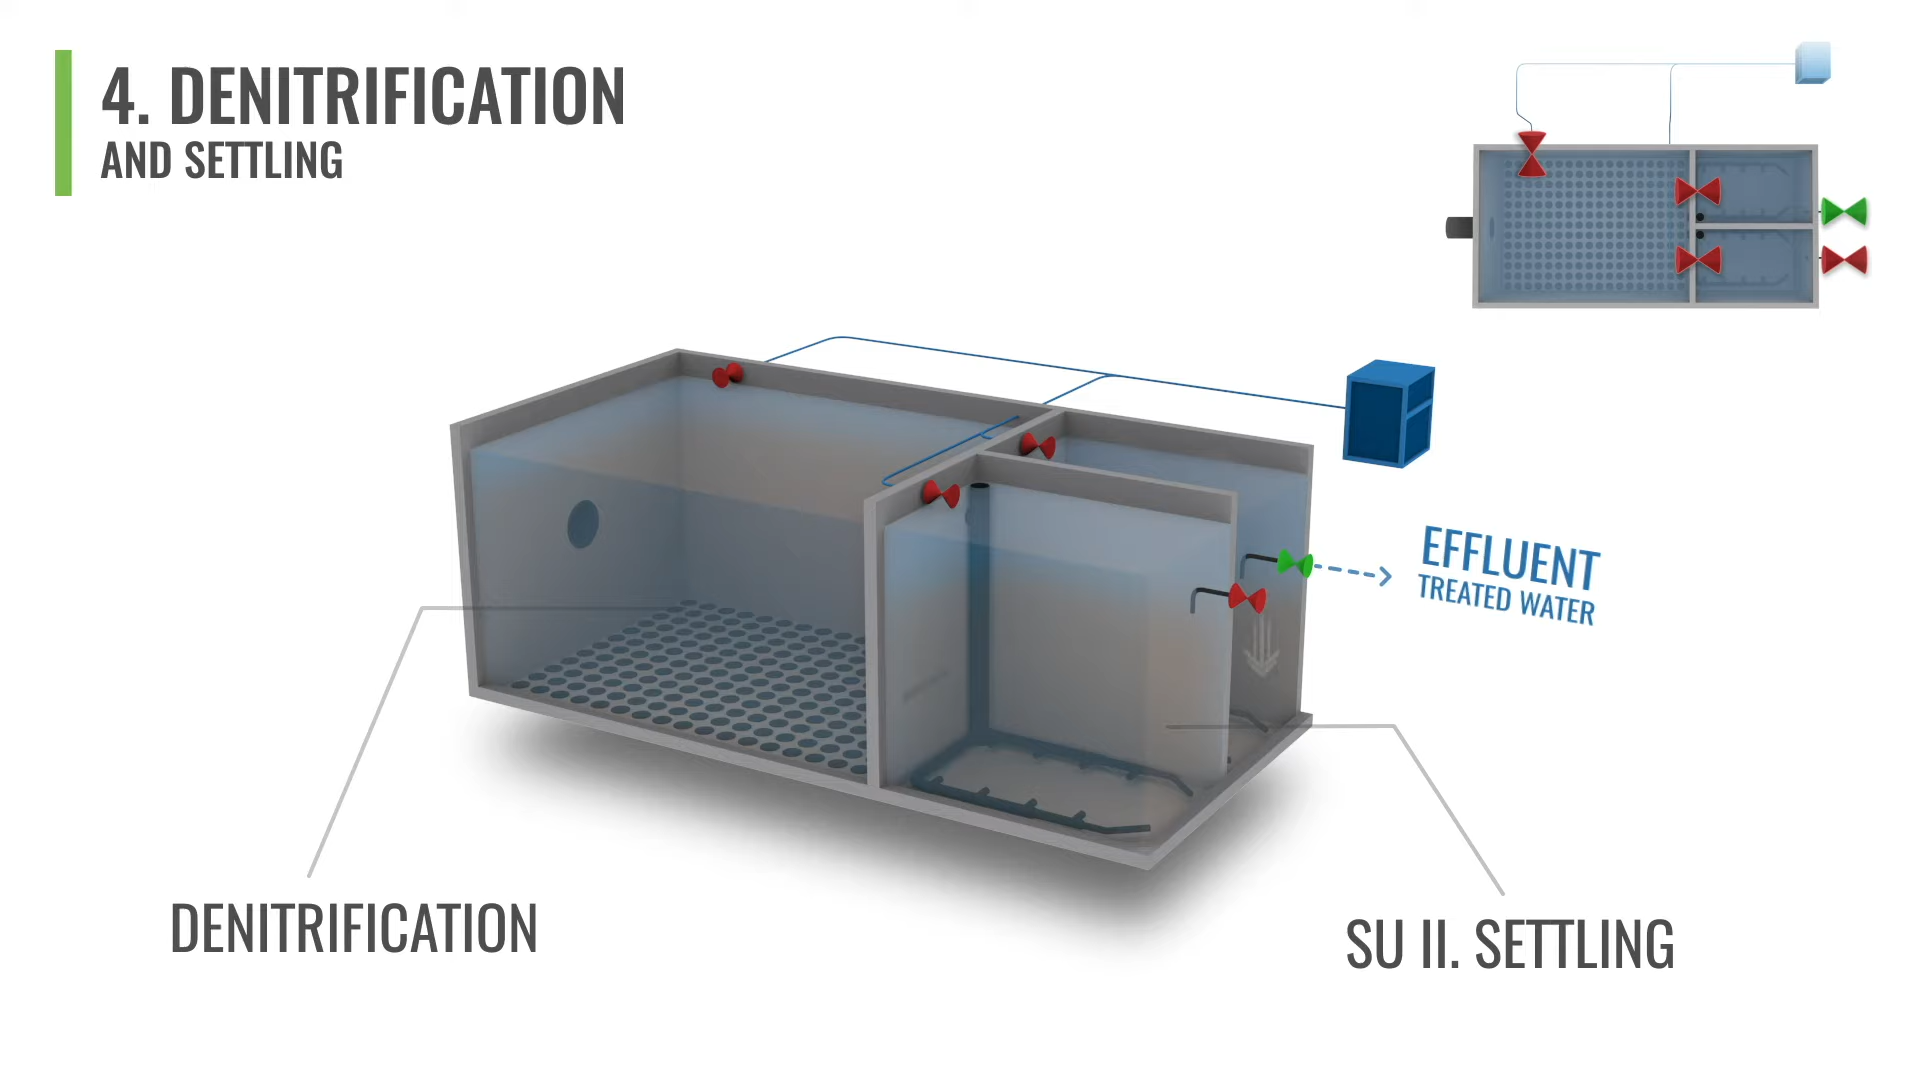 4. DENITRIFICATION
AND SETTLING
EFFLUENT
TREATED WATER
DENITRIFICATION
SU II. SETTLING